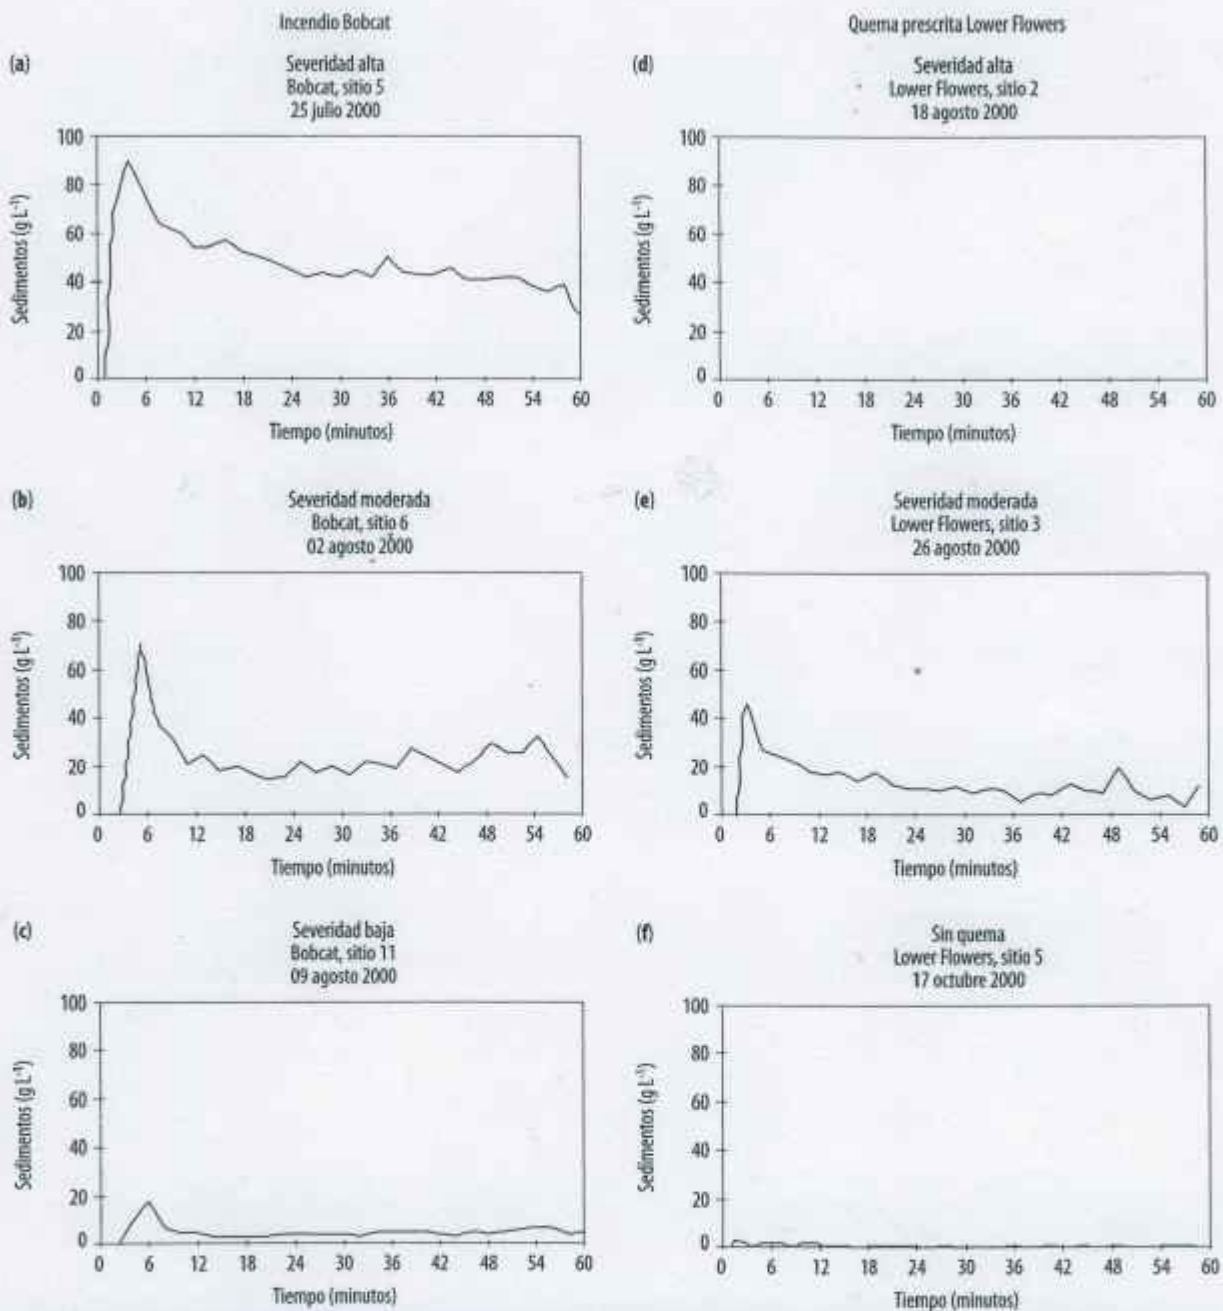 Incendio Bobcat
Quema prescrita Lower Flowers
(a)
Severidad alta
Bobcat, sitio 5
25 julio 2000
Sedimentos (g L⁻¹)
100
80
60
40
20
0
0 6 12 18 24 30 36 42 48 54 60
Tiempo (minutos)
(d)
Severidad alta
Lower Flowers, sitio 2
18 agosto 2000
Sedimentos (g L⁻¹)
100
80
60
40
20
0
0 6 12 18 24 30 36 42 48 54 60
Tiempo (minutos)
(b)
Severidad moderada
Bobcat, sitio 6
02 agosto 2000
Sedimentos (g L⁻¹)
100
80
60
40
20
0
0 6 12 18 24 30 36 42 48 54 60
Tiempo (minutos)
(e)
Severidad moderada
Lower Flowers, sitio 3
26 agosto 2000
Sedimentos (g L⁻¹)
100
80
60
40
20
0
0 6 12 18 24 30 36 42 48 54 60
Tiempo (minutos)
(c)
Severidad baja
Bobcat, sitio 11
09 agosto 2000
Sedimentos (g L⁻¹)
100
80
60
40
20
0
0 6 12 18 24 30 36 42 48 54 60
Tiempo (minutos)
(f)
Sin quema
Lower Flowers, sitio 5
17 octubre 2000
Sedimentos (g L⁻¹)
100
80
60
40
20
0
0 6 12 18 24 30 36 42 48 54 60
Tiempo (minutos)